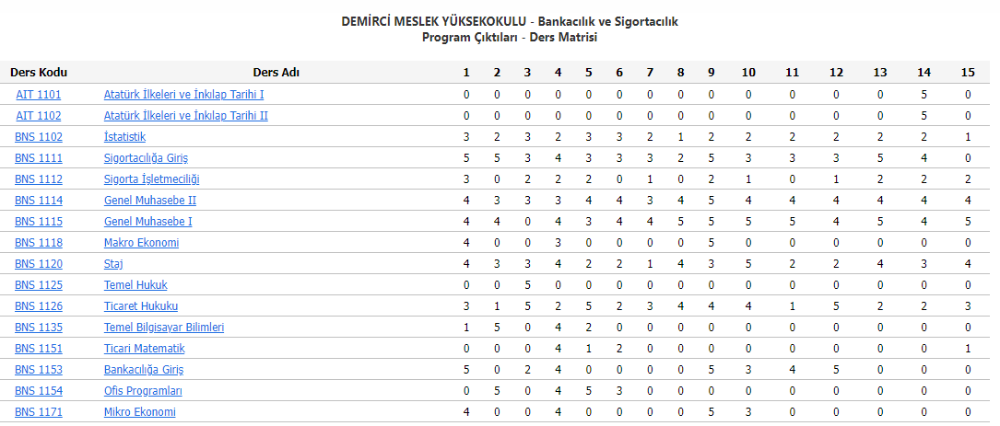 DEMİRCİ MESLEK YÜKSEKOKULU - Bankacılık ve Sigortacılık
Program Çıktıları - Ders Matrisi
Ders Kodu Ders Adı 1 2 3 4 5 6 7 8 9 10 11 12 13 14 15
AIT 1101 Atatürk İlkeleri ve İnkılap Tarihi I 0 0 0 0 0 0 0 0 0 0 0 0 0 5 0
AIT 1102 Atatürk İlkeleri ve İnkılap Tarihi II 0 0 0 0 0 0 0 0 0 0 0 0 0 5 0
BNS 1102 İstatistik 3 2 3 2 3 3 2 1 2 2 2 2 2 2 1
BNS 1111 Sigortacılığa Giriş 5 5 3 4 3 3 3 2 5 3 3 3 5 4 0
BNS 1112 Sigorta İşletmeciliği 3 0 2 2 2 0 1 0 2 1 0 1 2 2 2
BNS 1114 Genel Muhasebe II 4 3 3 3 4 4 3 4 5 4 4 4 4 4 4
BNS 1115 Genel Muhasebe I 4 4 0 4 3 4 4 5 5 5 5 4 5 4 5
BNS 1118 Makro Ekonomi 4 0 0 3 0 0 0 0 5 0 0 0 0 0 0
BNS 1120 Staj 4 3 3 4 2 2 1 4 3 5 2 2 4 3 4
BNS 1125 Temel Hukuk 0 0 5 0 0 0 0 0 0 0 0 0 0 0 0
BNS 1126 Ticaret Hukuku 3 1 5 2 5 2 3 4 4 4 1 5 2 2 3
BNS 1135 Temel Bilgisayar Bilimleri 1 5 0 4 2 0 0 0 0 0 0 0 0 0 0
BNS 1151 Ticari Matematik 0 0 0 4 1 2 0 0 0 0 0 0 0 0 1
BNS 1153 Bankacılığa Giriş 5 0 2 4 0 0 0 0 5 3 4 5 0 0 0
BNS 1154 Ofis Programları 0 5 0 4 5 3 0 0 0 0 0 0 0 0 0
BNS 1171 Mikro Ekonomi 4 0 0 4 0 0 0 0 5 3 0 0 0 0 0